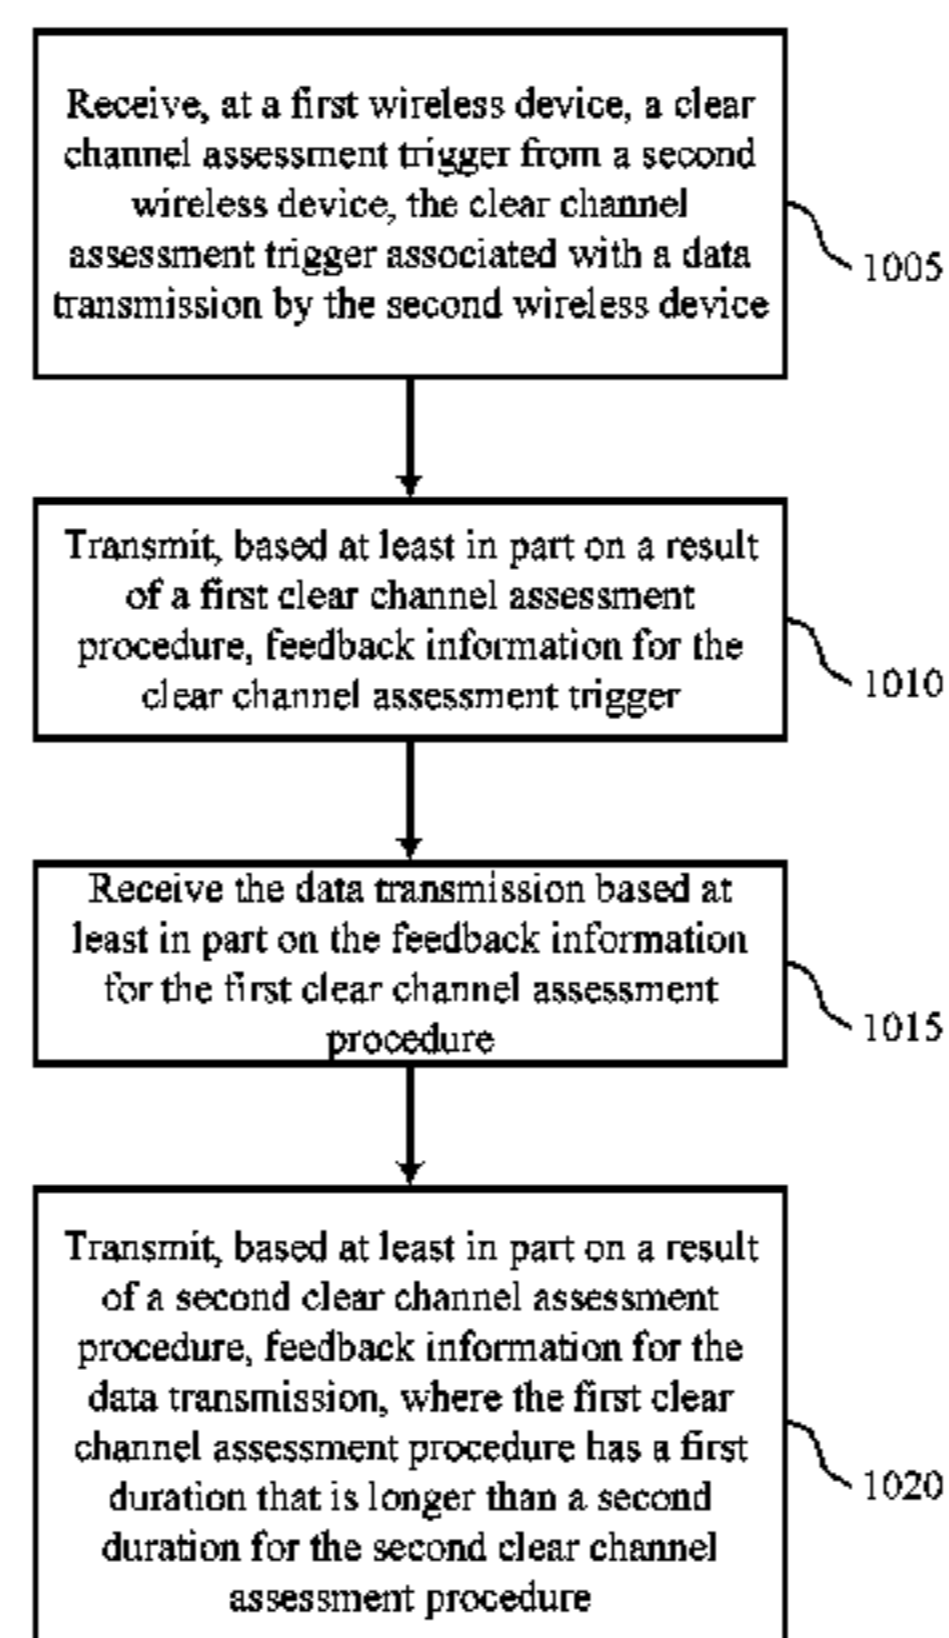 Receive, at a first wireless device, a clear
channel assessment trigger from a second
wireless device, the clear channel
assessment trigger associated with a data
transmission by the second wireless device
1005
Transmit, based at least in part on a result
of a first clear channel assessment
procedure, feedback information for the
clear channel assessment trigger
1010
Receive the data transmission based at
least in part on the feedback information
for the first clear channel assessment
procedure
1015
Transmit, based at least in part on a result
of a second clear channel assessment
procedure, feedback information for the
data transmission, where the first clear
channel assessment procedure has a first
duration that is longer than a second
duration for the second clear channel
assessment procedure
1020